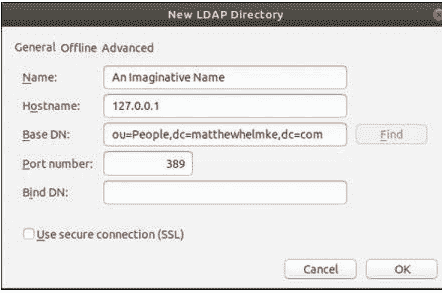 New LDAP Directory
General Offline Advanced
Name: An Imaginative Name
Hostname: 127.0.0.1
Base DN: ou=People,dc=matthewhelmke,dc=com Find
Port number: 389
Bind DN:
Use secure connection (SSL)
Cancel OK